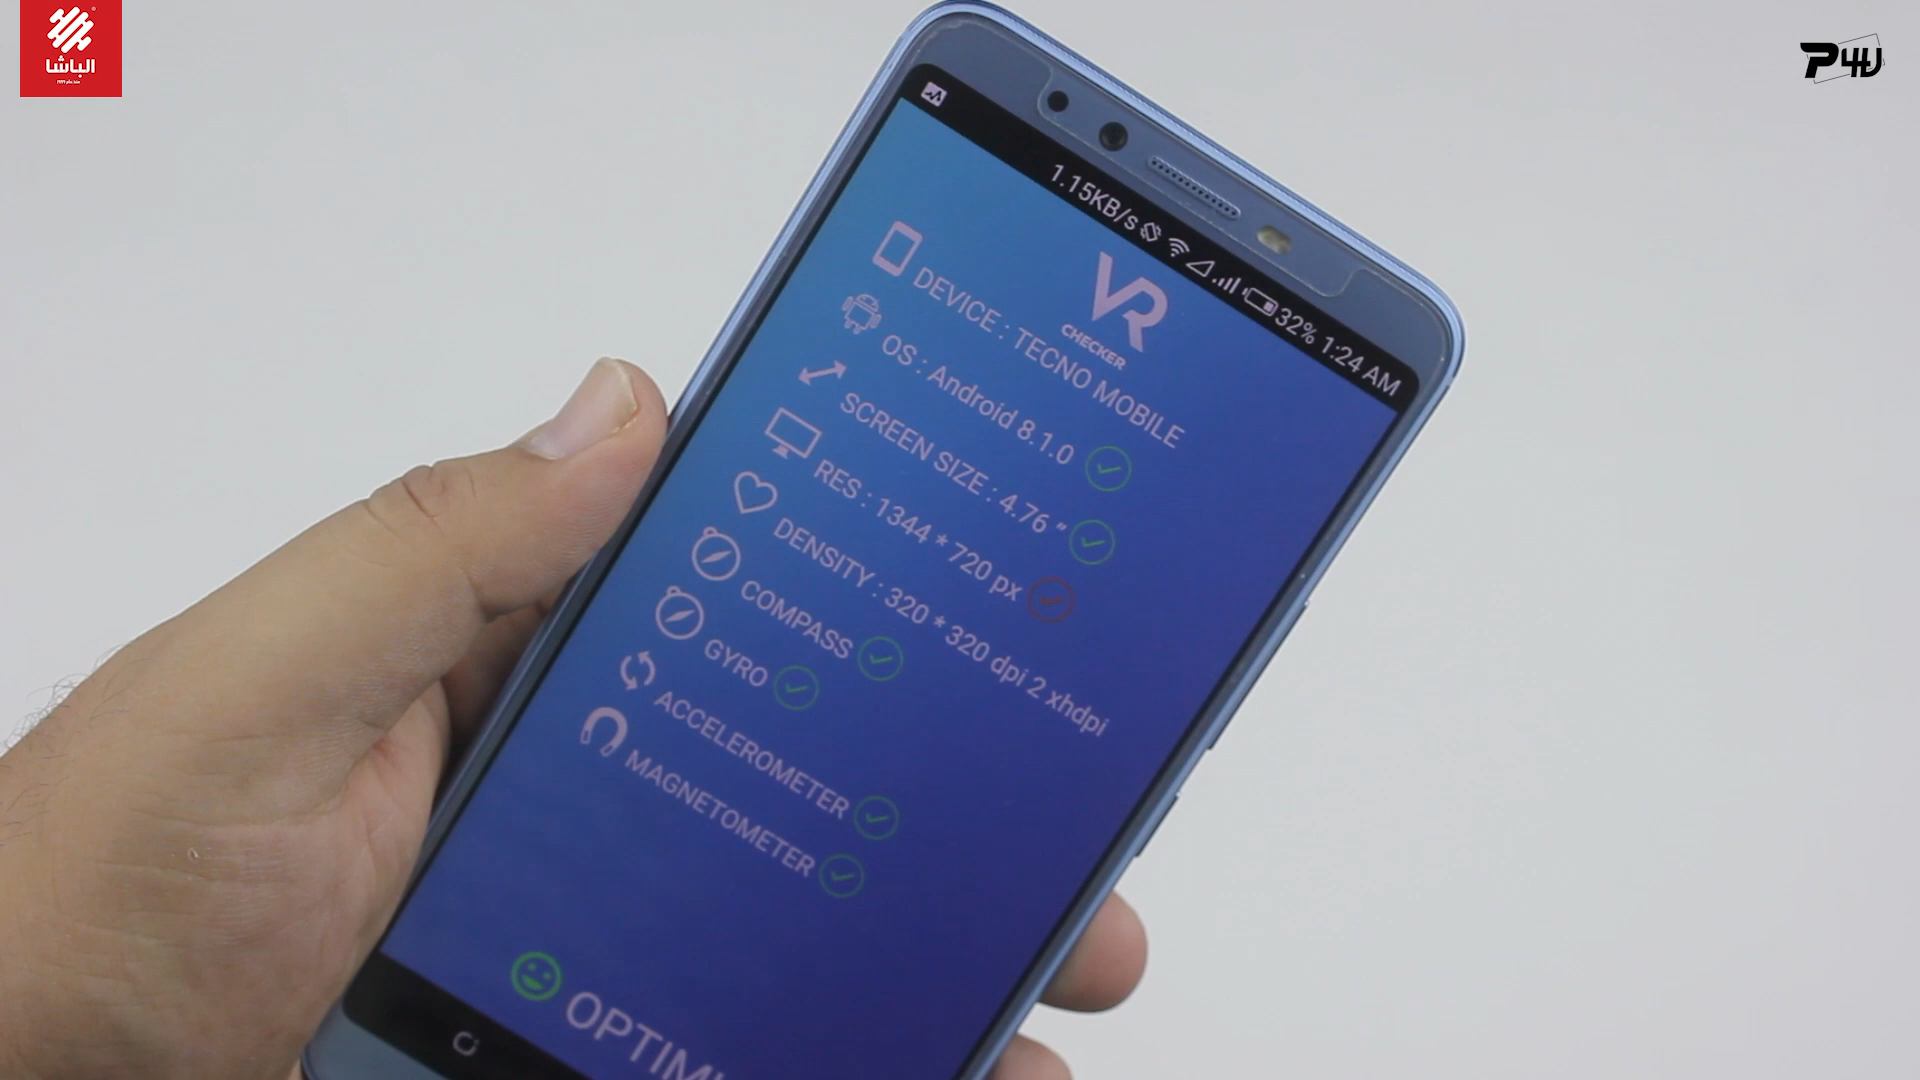 الباشا
P4U
1.15KB/s 32% 1:24 AM
VR
CHECKER
DEVICE : TECNO MOBILE
OS : Android 8.1.0
SCREEN SIZE : 4.76 "
RES : 1344 * 720 px
DENSITY : 320 * 320 dpi 2 xhdpi
COMPASS
GYRO
ACCELEROMETER
MAGNETOMETER
OPTIM